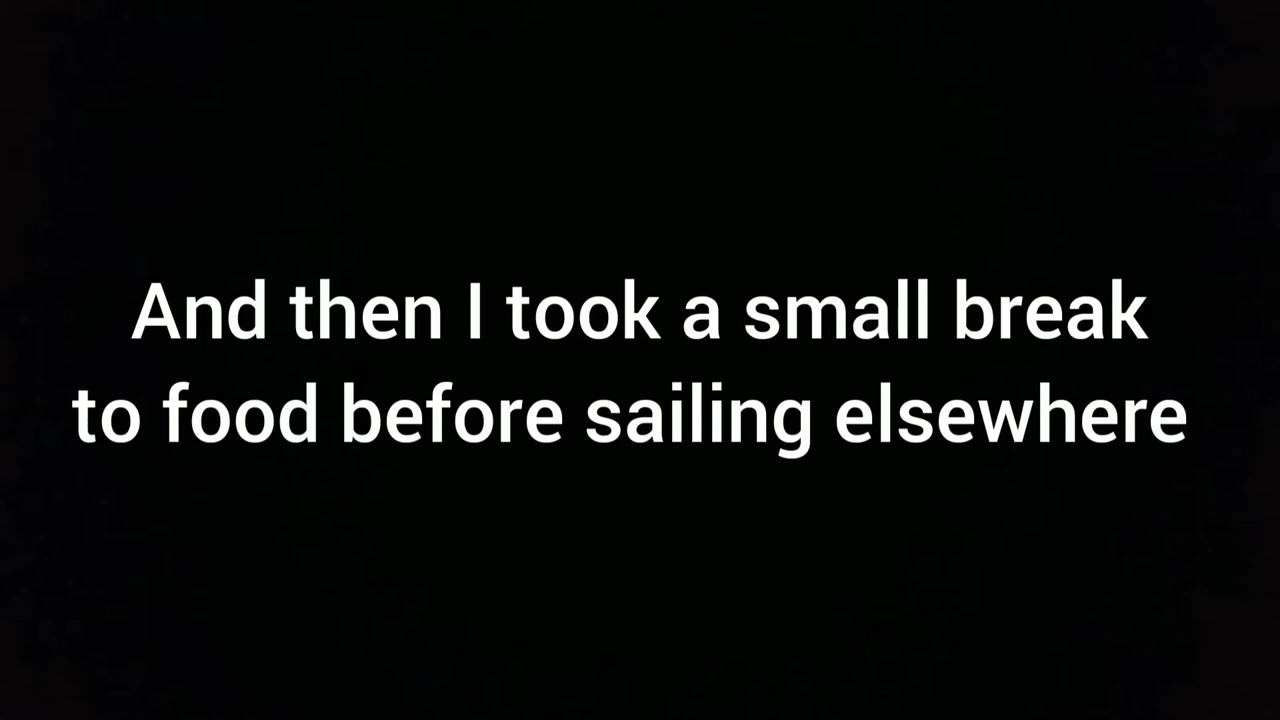 And then I took a small break
to food before sailing elsewhere